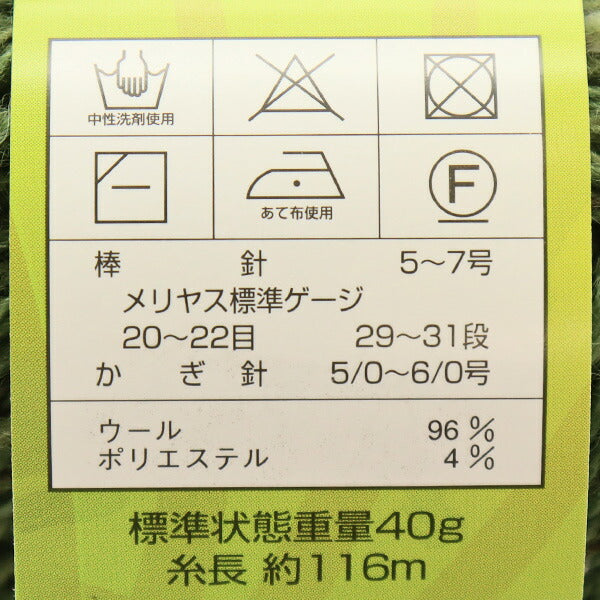 中性洗剤使用
あて布使用
F
棒針 5～7号
メリヤス標準ゲージ
20～22目 29～31段
かぎ針 5/0～6/0号
ウール 96%
ポリエステル 4%
標準状態重量40g
糸長 約116m